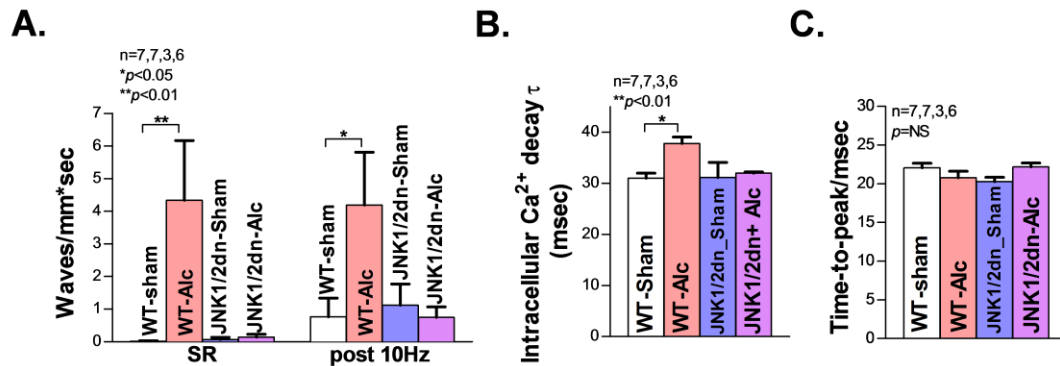 A.
n=7,7,3,6
*p<0.05
**p<0.01
Waves/mm*sec
7
6
5
4
3
2
1
0
**
WT-sham
WT-Alc
JNK1/2dn-Sham
JNK1/2dn-Alc
SR
*
WT-sham
WT-Alc
JNK1/2dn-Sham
JNK1/2dn-Alc
post 10Hz
B.
n=7,7,3,6
**p<0.01
Intracellular Ca2+ decay τ
(msec)
40
30
20
10
0
*
WT-Sham
WT-Alc
JNK1/2dn_Sham
JNK1/2dn+ Alc
C.
n=7,7,3,6
p=NS
Time-to-peak/msec
30
25
20
15
10
5
0
WT-sham
WT-Alc
JNK1/2dn_Sham
JNK1/2dn-Alc